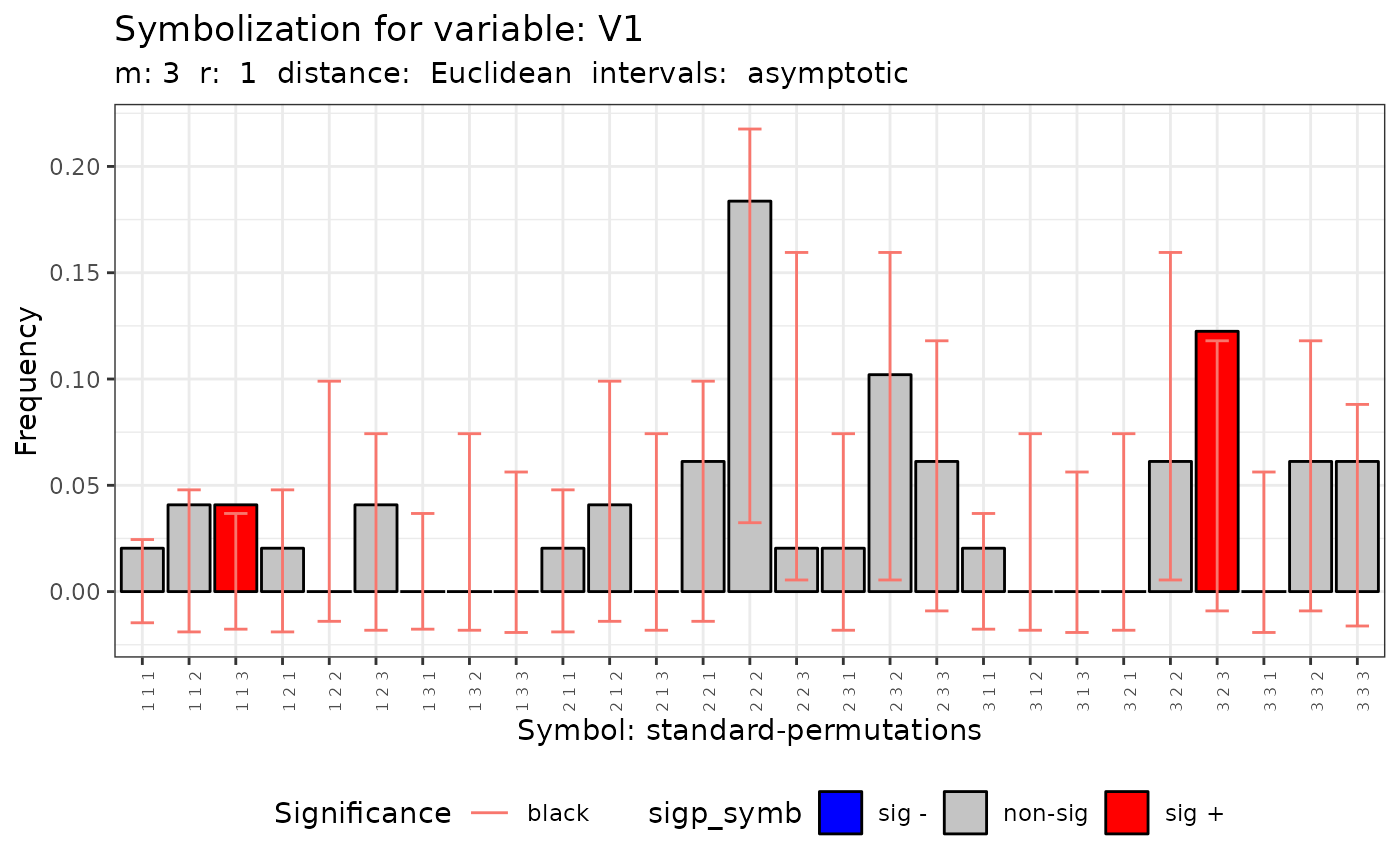 Symbolization for variable: V1
m: 3 r: 1 distance: Euclidean intervals: asymptotic
Frequency
0.20
0.15
0.10
0.05
0.00
1 1 1 1 1 2 1 1 3 1 2 1 1 2 2 1 2 3 1 3 1 1 3 2 1 3 3 2 1 1 2 1 2 2 1 3 2 2 1 2 2 2 2 2 3 2 3 1 2 3 2 2 3 3 3 1 1 3 1 2 3 1 3 3 2 1 3 2 2 3 2 3 3 3 1 3 3 2 3 3 3
Symbol: standard-permutations
Significance black sigp_symb sig - non-sig sig +